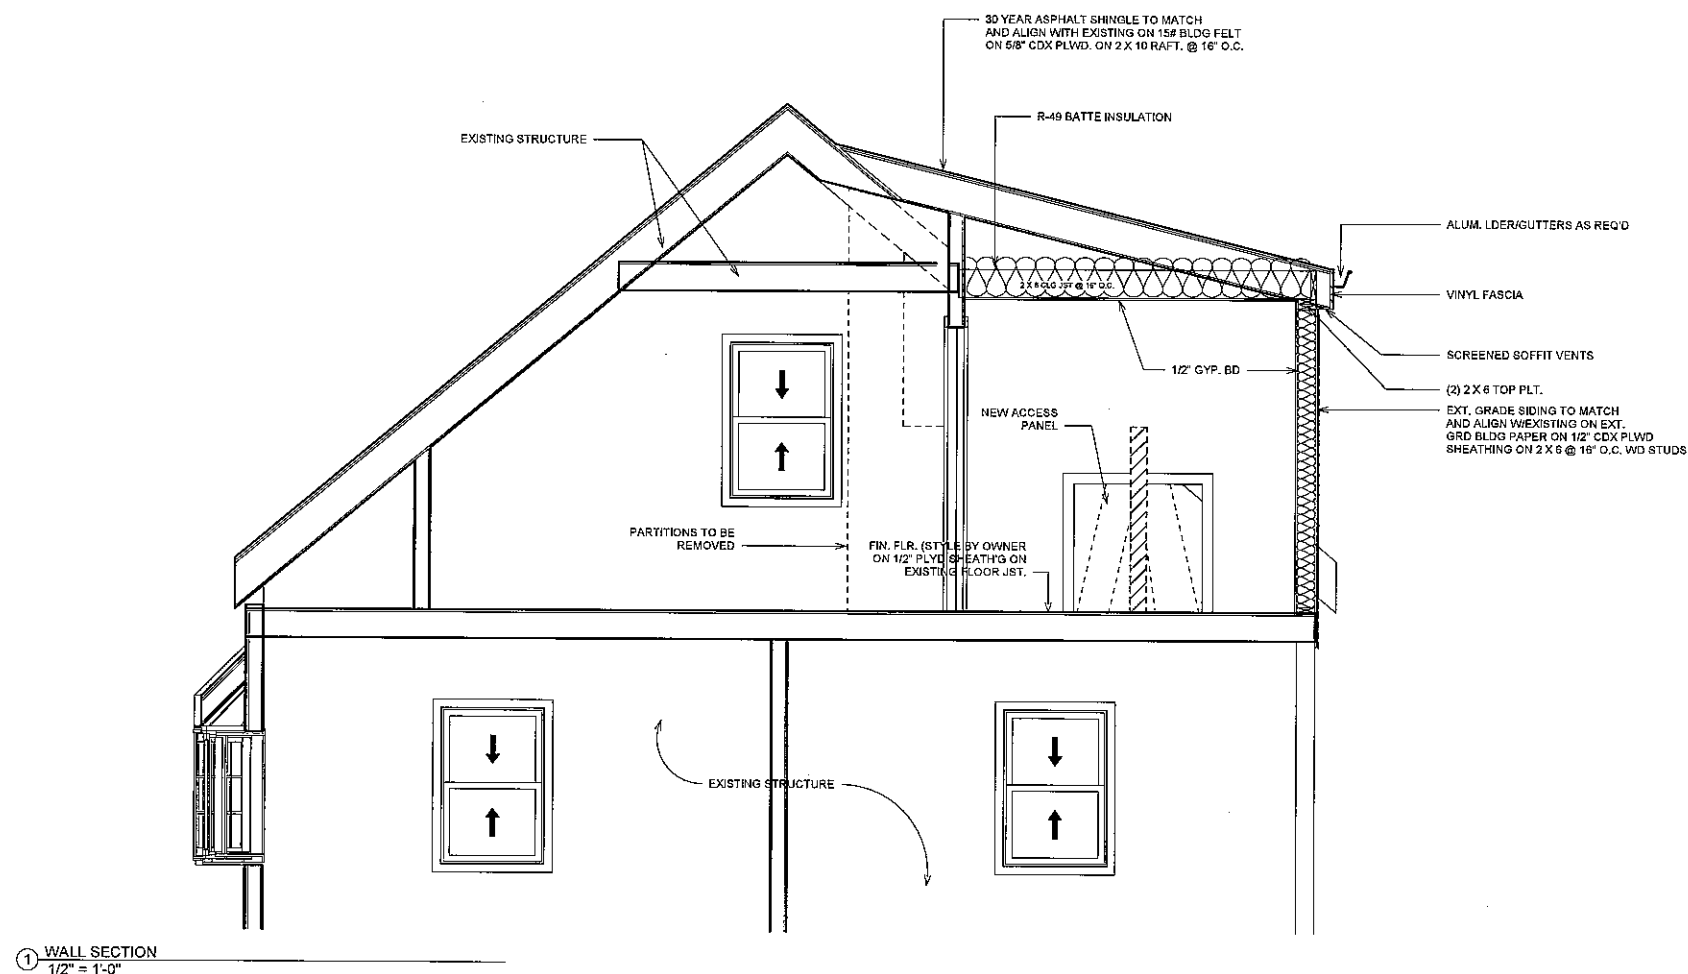 30 YEAR ASPHALT SHINGLE TO MATCH
AND ALIGN WITH EXISTING ON 15# BLDG FELT
ON 5/8" CDX PLWD. ON 2 X 10 RAFT. @ 16" O.C.
R-49 BATTE INSULATION
EXISTING STRUCTURE
ALUM. LDER/GUTTERS AS REQ'D
2 X 8 CLG JST @ 16" O.C.
VINYL FASCIA
SCREENED SOFFIT VENTS
1/2" GYP. BD
(2) 2 X 6 TOP PLT.
EXT. GRADE SIDING TO MATCH
AND ALIGN W/EXISTING ON EXT.
GRD BLDG PAPER ON 1/2" CDX PLWD
SHEATHING ON 2 X 6 @ 16" O.C. WD STUDS
NEW ACCESS
PANEL
PARTITIONS TO BE
REMOVED
FIN. FLR. (STYLE BY OWNER
ON 1/2" PLYD SHEATH'G ON
EXISTING FLOOR JST.
EXISTING STRUCTURE
1 WALL SECTION
1/2" = 1'-0"